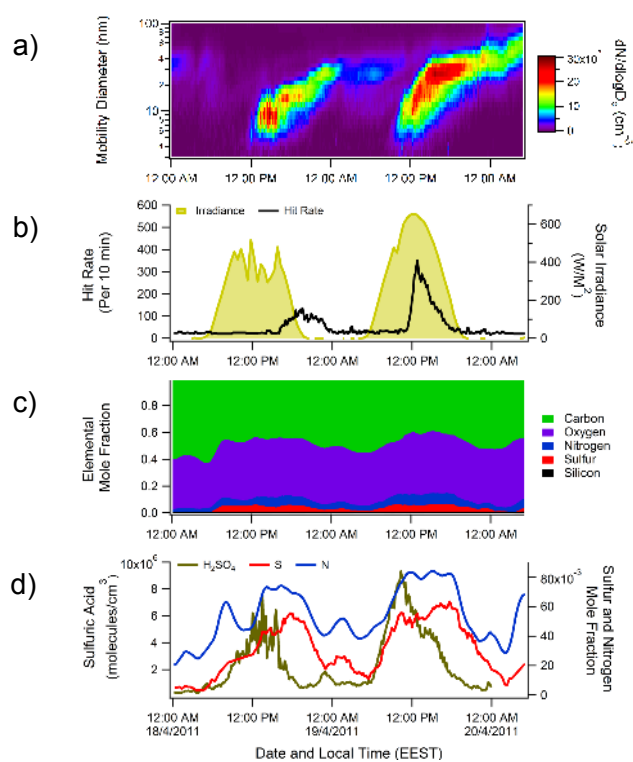 a)
Mobility Diameter (nm)
100
8
6
4
2
10
8
6
4
12:00 AM 12:00 PM 12:00 AM 12:00 PM 12:00 AM
30x10
20
10
0
dN/dlogDp (cm-3)
b)
Irradiance Hit Rate
Hit Rate
(Per 10 min)
600
500
400
300
200
100
0
600
400
200
0
Solar Irradiance
(W/M2)
12:00 AM 12:00 PM 12:00 AM 12:00 PM 12:00 AM
c)
Elemental
Mole Fraction
0.8
0.6
0.4
0.2
0.0
Carbon
Oxygen
Nitrogen
Sulfur
Silicon
12:00 AM 12:00 PM 12:00 AM 12:00 PM 12:00 AM
d)
H2SO4 S N
Sulfuric Acid
(molecules/cm3)
10x10⁶
8
6
4
2
80x10⁻³
60
40
20
0
Sulfur and Nitrogen
Mole Fraction
12:00 AM 12:00 PM 12:00 AM 12:00 PM 12:00 AM
18/4/2011 19/4/2011 20/4/2011
Date and Local Time (EEST)